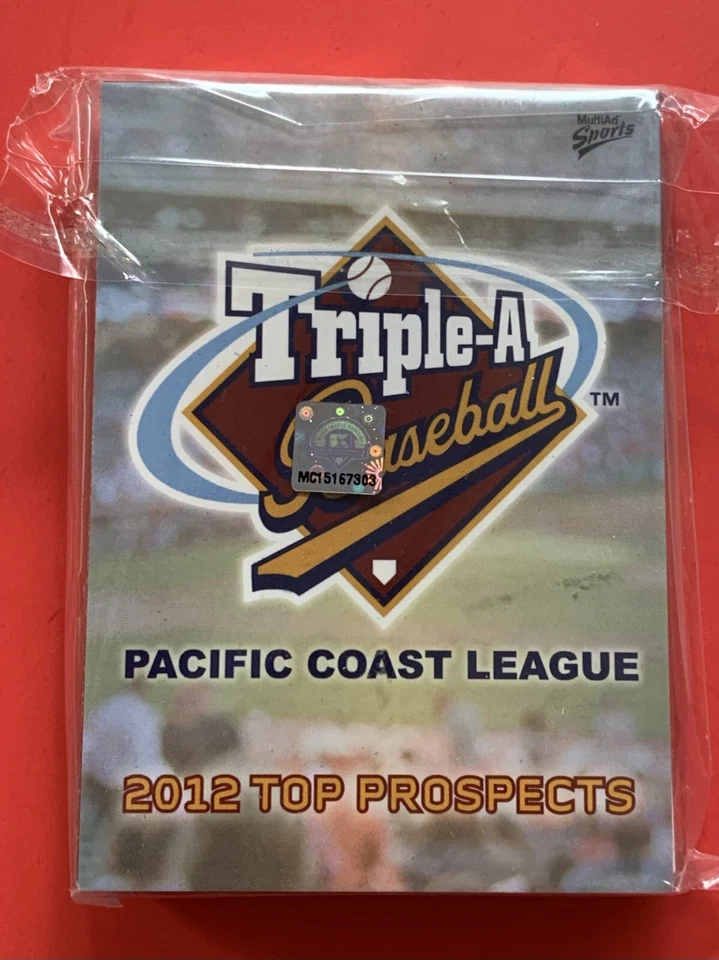 MultiAd
Sports
Triple-A
Baseball
TM
MC15167303
PACIFIC COAST LEAGUE
2012 TOP PROSPECTS